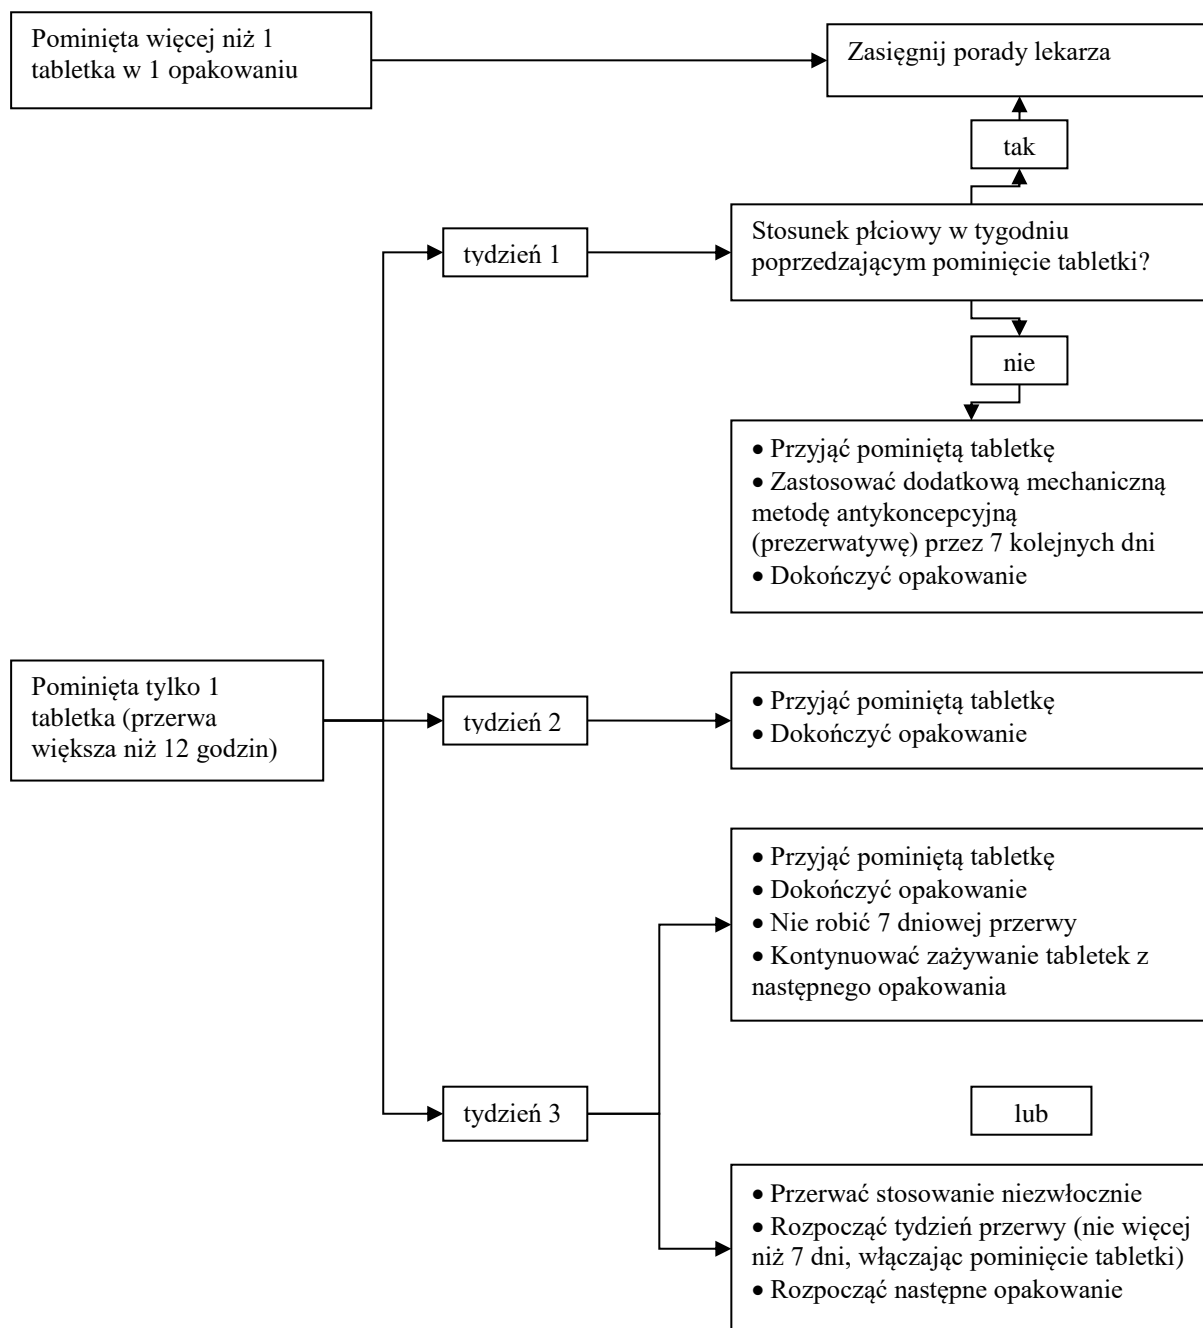 Pominięta więcej niż 1
tabletka w 1 opakowaniu
Zasięgnij porady lekarza
tak
tydzień 1
Stosunek płciowy w tygodniu
poprzedzającym pominięcie tabletki?
nie
• Przyjąć pominiętą tabletkę
• Zastosować dodatkową mechaniczną
metodę antykoncepcyjną
(prezerwatywę) przez 7 kolejnych dni
• Dokończyć opakowanie
Pominięta tylko 1
tabletka (przerwa
większa niż 12 godzin)
tydzień 2
• Przyjąć pominiętą tabletkę
• Dokończyć opakowanie
• Przyjąć pominiętą tabletkę
• Dokończyć opakowanie
• Nie robić 7 dniowej przerwy
• Kontynuować zażywanie tabletek z
następnego opakowania
tydzień 3
lub
• Przerwać stosowanie niezwłocznie
• Rozpocząć tydzień przerwy (nie więcej
niż 7 dni, włączając pominięcie tabletki)
• Rozpocząć następne opakowanie